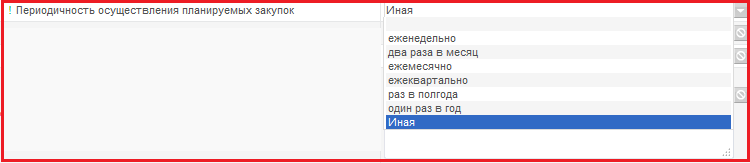 ! Периодичность осуществления планируемых закупок Иная
еженедельно
два раза в месяц
ежемесячно
ежеквартально
раз в полгода
один раз в год
Иная